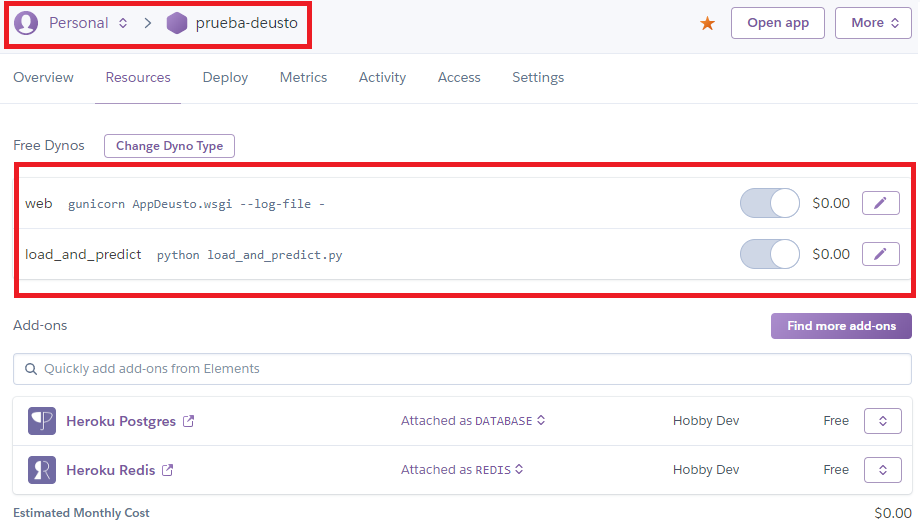 Personal > prueba-deusto Open app More
Overview Resources Deploy Metrics Activity Access Settings
Free Dynos Change Dyno Type
web gunicorn AppDeusto.wsgi --log-file - $0.00
load_and_predict python load_and_predict.py $0.00
Add-ons Find more add-ons
Quickly add add-ons from Elements
Heroku Postgres Attached as DATABASE Hobby Dev Free
Heroku Redis Attached as REDIS Hobby Dev Free
Estimated Monthly Cost $0.00